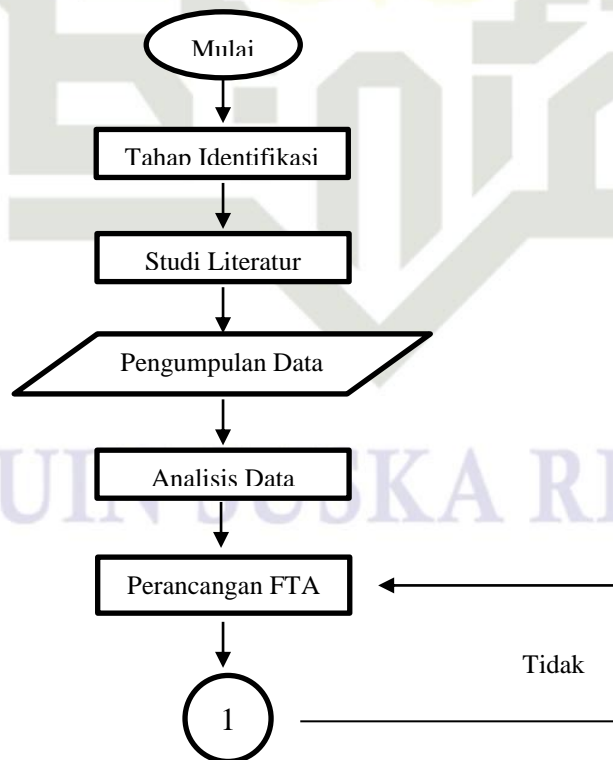 Mulai
Tahap Identifikasi
Studi Literatur
Pengumpulan Data
UIN SUSKA RI
Analisis Data
Perancangan FTA
Tidak
1